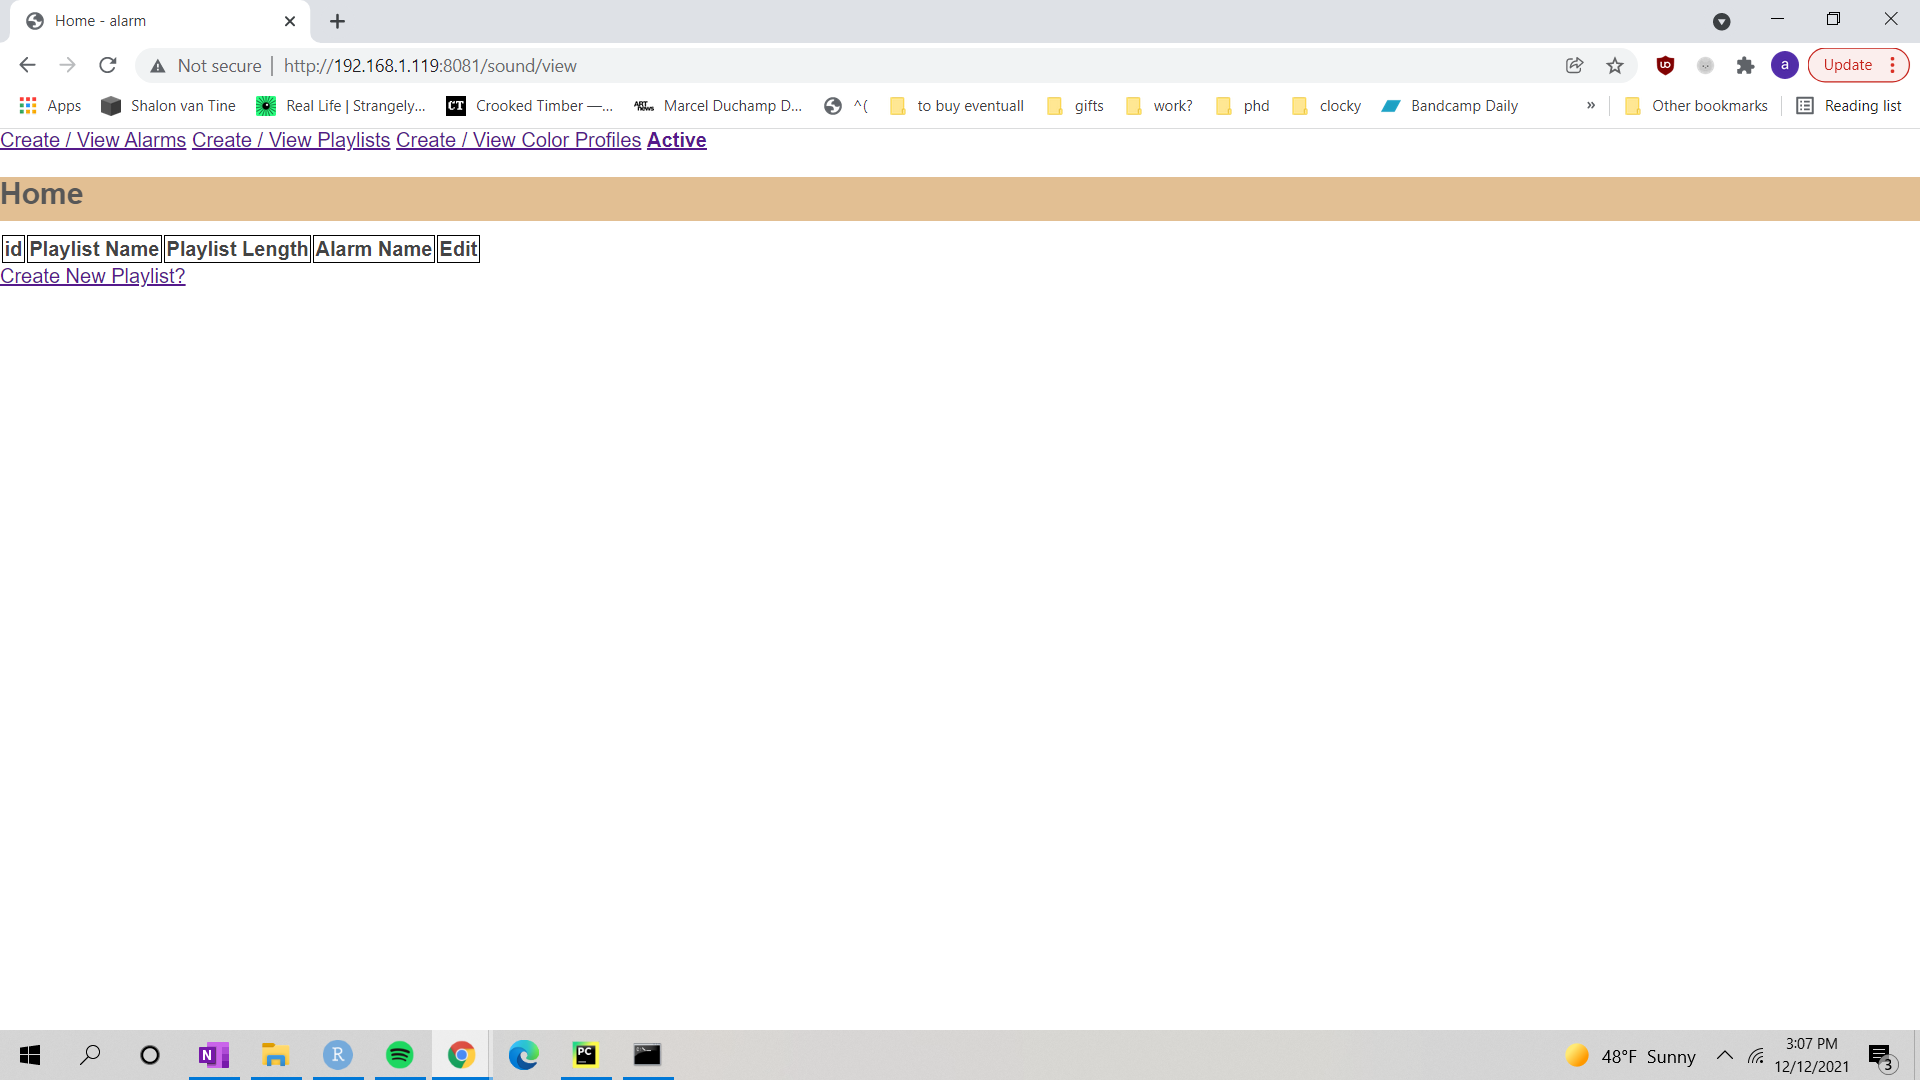 Home - alarm
Not secure | http://192.168.1.119:8081/sound/view
a
Update
Apps
Shalon van Tine
Real Life | Strangely...
CT
Crooked Timber —...
ART news
Marcel Duchamp D...
^(
to buy eventuall
gifts
work?
phd
clocky
Bandcamp Daily
»
Other bookmarks
Reading list
Create / View Alarms Create / View Playlists Create / View Color Profiles Active
Home
id Playlist Name Playlist Length Alarm Name Edit
Create New Playlist?
N
R
PC
48°F Sunny
3:07 PM
12/12/2021
3